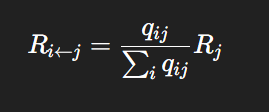 R_{i←j} = \frac{q_{ij}}{\sum_i q_{ij}} R_j